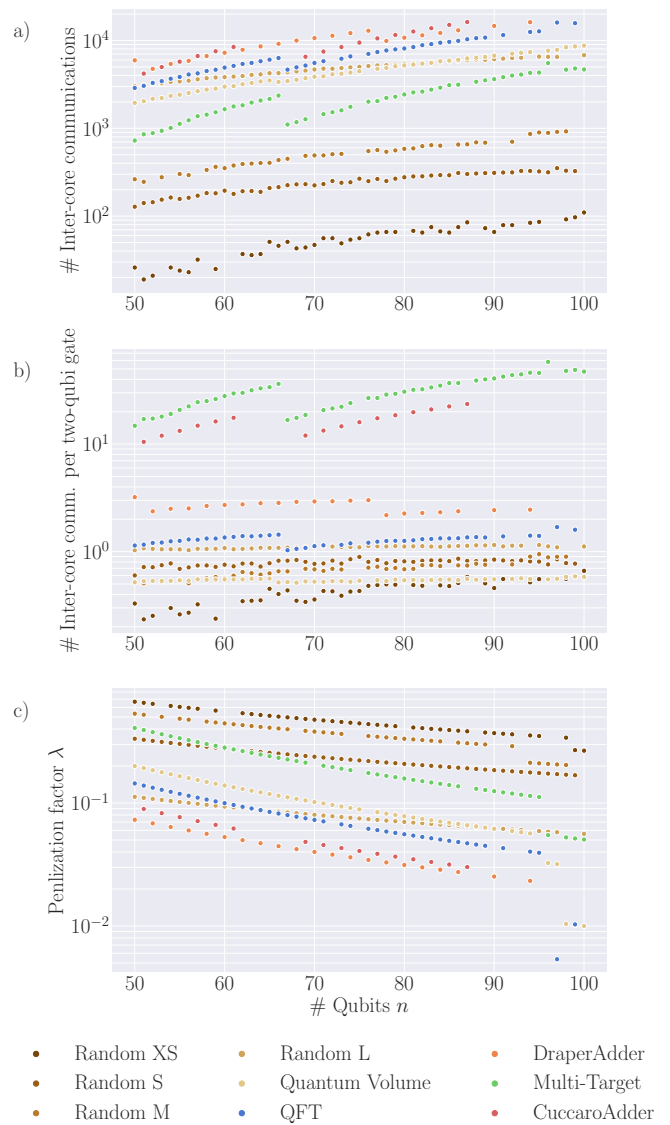 a)
# Inter-core communications
10^4
10^3
10^2
50 60 70 80 90 100
b)
# Inter-core comm. per two-qubi gate
10^1
10^0
50 60 70 80 90 100
c)
Penlization factor λ
10^−1
10^−2
50 60 70 80 90 100
# Qubits n
Random XS Random L DraperAdder
Random S Quantum Volume Multi-Target
Random M QFT CuccaroAdder